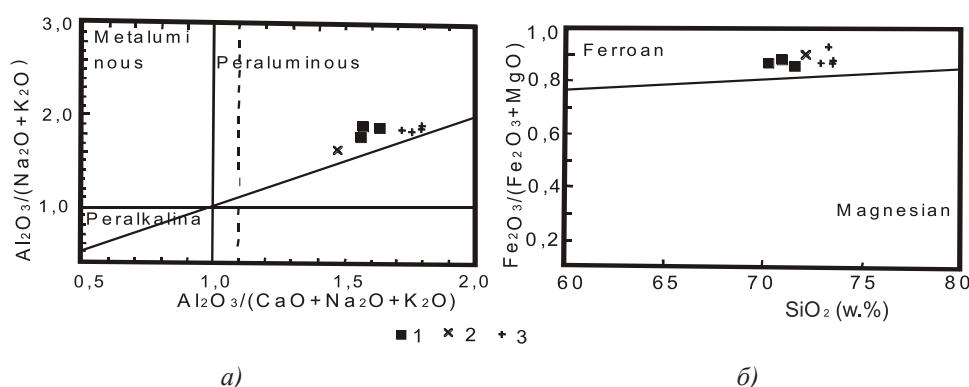 3,0
2,0
1,0
Al₂O₃/(Na₂O+K₂O)
Metalumi
nous
Peraluminous
Peralkalina
0,5
1,0
1,5
2,0
Al₂O₃/(CaO+Na₂O+K₂O)
1,0
0,8
0,6
0,4
0,2
Fe₂O₃/(Fe₂O₃+MgO)
Ferroan
Magnesian
60
70
80
SiO₂ (w.%)
1 2 3
а)
б)